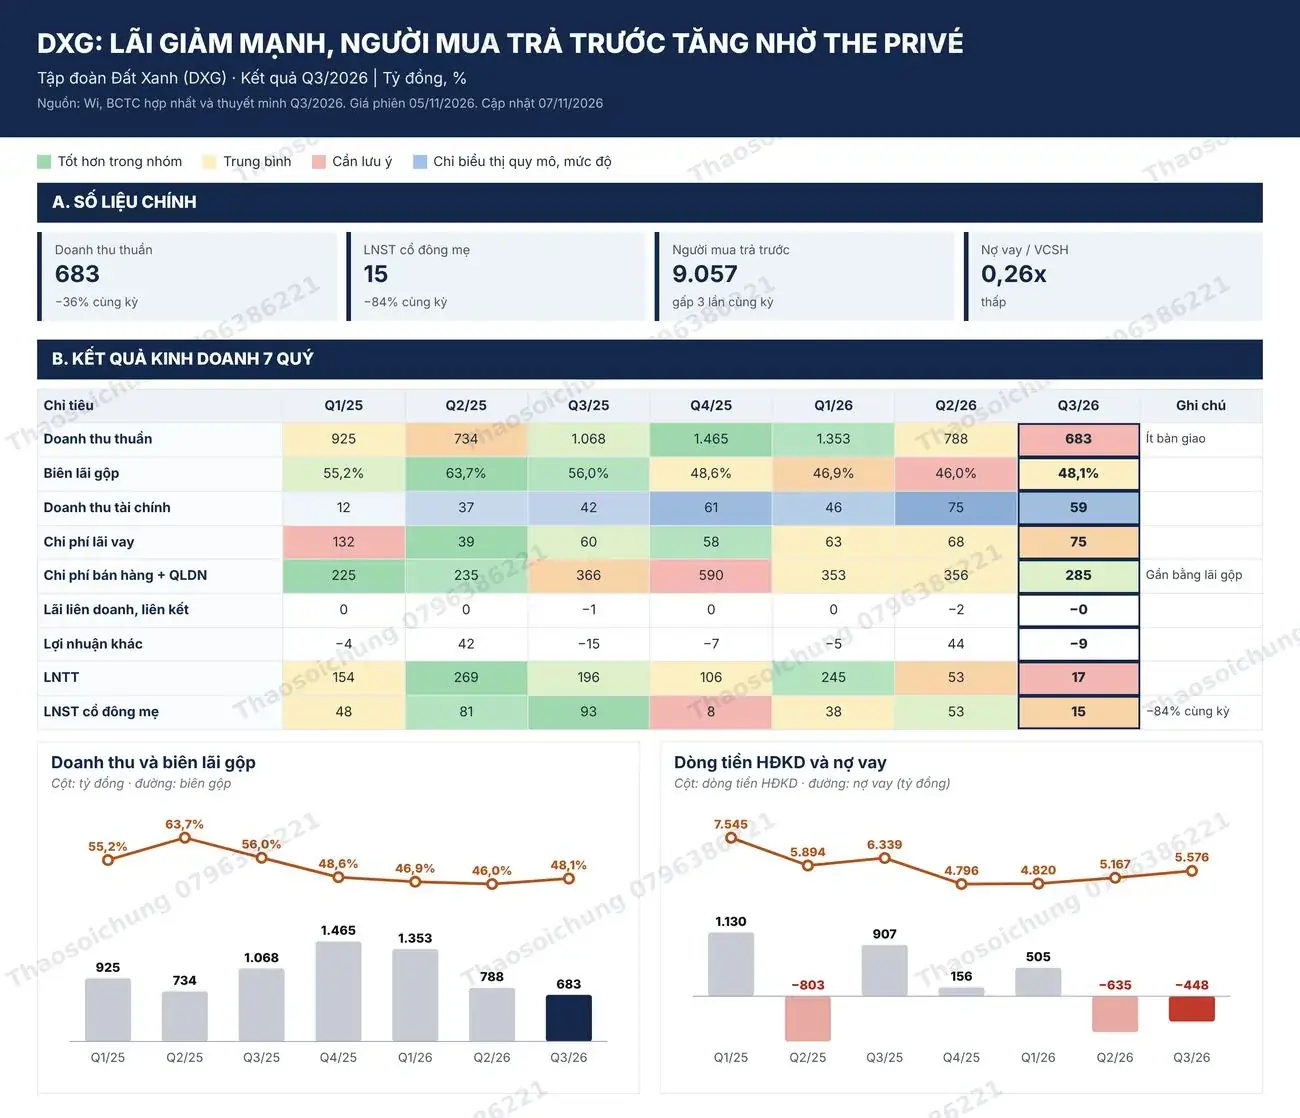 DXG: LÃI GIẢM MẠNH, NGƯỜI MUA TRẢ TRƯỚC TĂNG NHỜ THE PRIVÉ
Tập đoàn Đất Xanh (DXG) · Kết quả Q3/2026 | Tỷ đồng, %
Nguồn: Wi, BCTC hợp nhất và thuyết minh Q3/2026. Giá phiên 05/11/2026. Cập nhật 07/11/2026
Tốt hơn trong nhóm Trung bình Cần lưu ý Chỉ biểu thị quy mô, mức độ
A. SỐ LIỆU CHÍNH
Doanh thu thuần
683
−36% cùng kỳ
LNST cổ đông mẹ
15
−84% cùng kỳ
Người mua trả trước
9.057
gấp 3 lần cùng kỳ
Nợ vay / VCSH
0,26x
thấp
B. KẾT QUẢ KINH DOANH 7 QUÝ
Chỉ tiêu Q1/25 Q2/25 Q3/25 Q4/25 Q1/26 Q2/26 Q3/26 Ghi chú
Doanh thu thuần 925 734 1.068 1.465 1.353 788 683 Ít bàn giao
Biên lãi gộp 55,2% 63,7% 56,0% 48,6% 46,9% 46,0% 48,1%
Doanh thu tài chính 12 37 42 61 46 75 59
Chi phí lãi vay 132 39 60 58 63 68 75
Chi phí bán hàng + QLDN 225 235 366 590 353 356 285 Gần bằng lãi gộp
Lãi liên doanh, liên kết 0 0 −1 0 0 −2 −0
Lợi nhuận khác −4 42 −15 −7 −5 44 −9
LNTT 154 269 196 106 245 53 17
LNST cổ đông mẹ 48 81 93 8 38 53 15 −84% cùng kỳ
Doanh thu và biên lãi gộp
Cột: tỷ đồng · đường: biên gộp
55,2% 63,7% 56,0% 48,6% 46,9% 46,0% 48,1%
925 734 1.068 1.465 1.353 788 683
Q1/25 Q2/25 Q3/25 Q4/25 Q1/26 Q2/26 Q3/26
Dòng tiền HĐKD và nợ vay
Cột: dòng tiền HĐKD · đường: nợ vay (tỷ đồng)
7.545 5.894 6.339 4.796 4.820 5.167 5.576
1.130 −803 907 156 505 −635 −448
Q1/25 Q2/25 Q3/25 Q4/25 Q1/26 Q2/26 Q3/26
Thaosoichung 0796386221